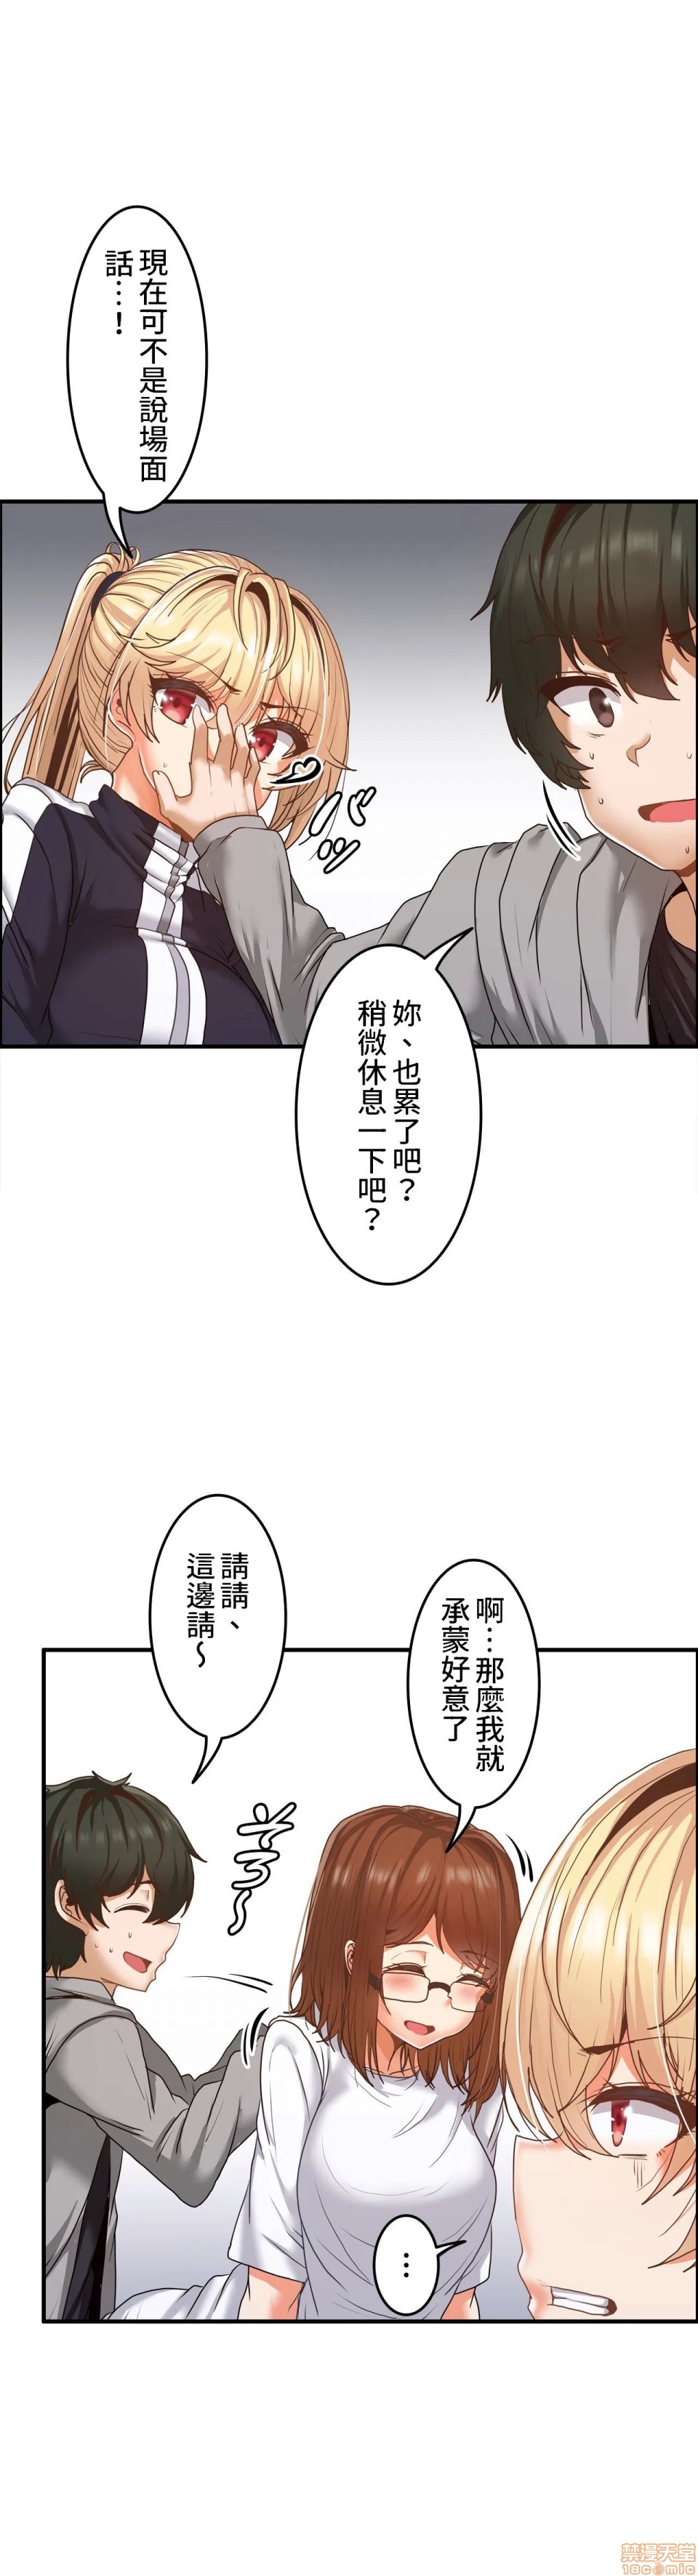 現在可不是說場面
話…！
妳、也累了吧？
稍微休息一下吧？
請請、
這邊請～
啊…那麼我就
承蒙好意了
…
禁漫天堂
18comic